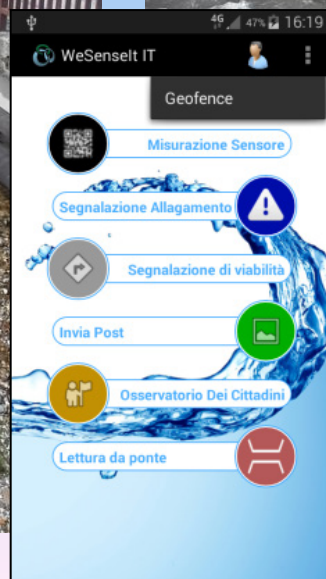 4G 47% 16:19
WeSenseIt IT
Geofence
Misurazione Sensore
Segnalazione Allagamento
Segnalazione di viabilità
Invia Post
Osservatorio Dei Cittadini
Lettura da ponte